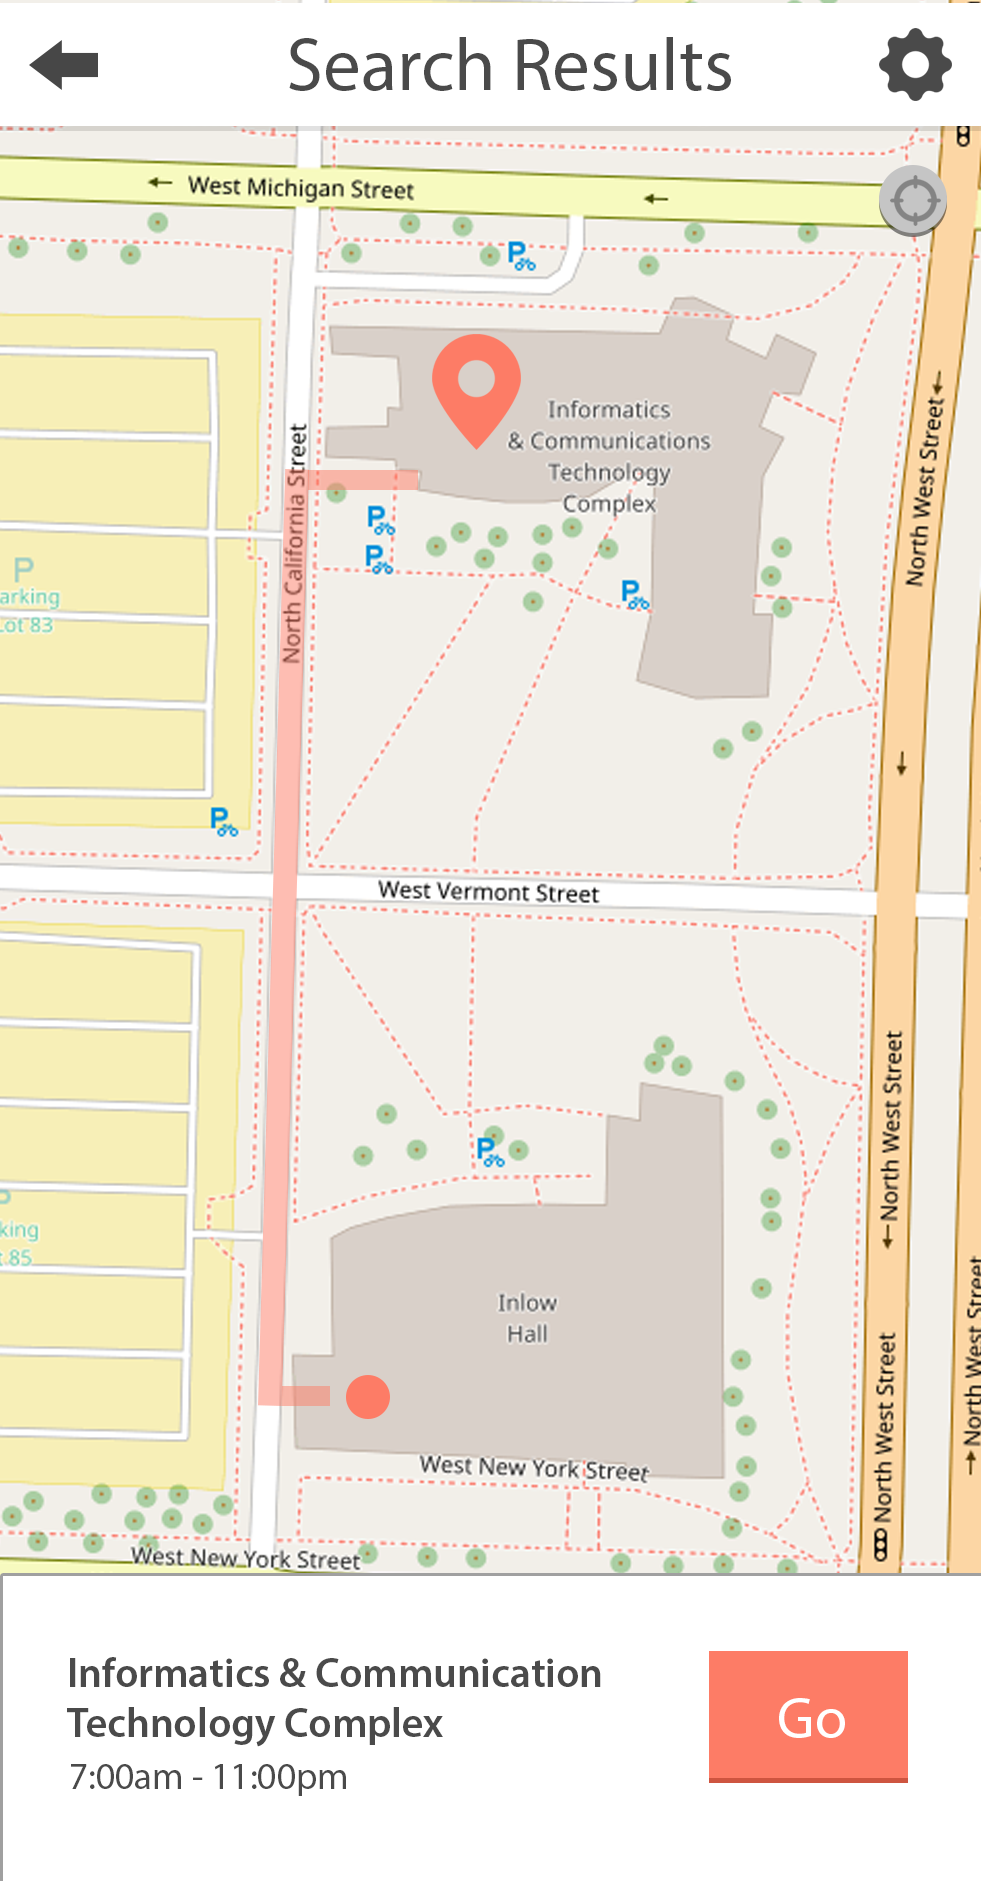 Search Results
West Michigan Street
P
Informatics
& Communications
Technology
Complex
North California Street
North West Street
P
P
P
P
arking
Lot 83
P
West Vermont Street
North West Street
P
P
king
t 85
Inlow
Hall
North West Street
North West Street
West New York Street
West New York Street
Informatics & Communication
Technology Complex
7:00am - 11:00pm
Go